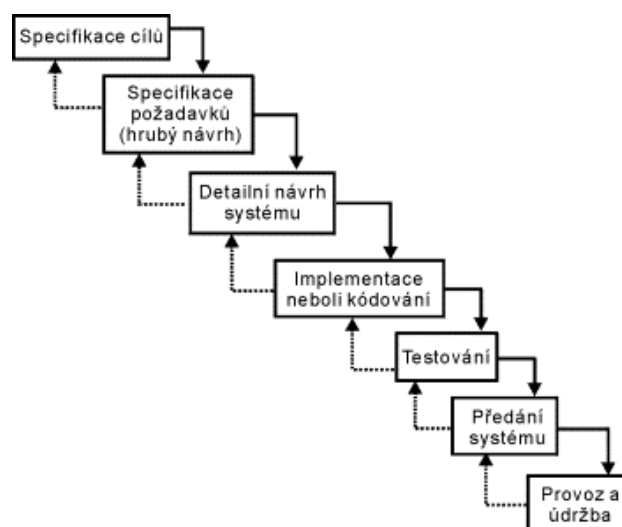 Specifikace cílů
Specifikace
požadavků
(hrubý návrh)
Detailní návrh
systému
Implementace
neboli kódování
Testování
Předání
systému
Provoz a
údržba